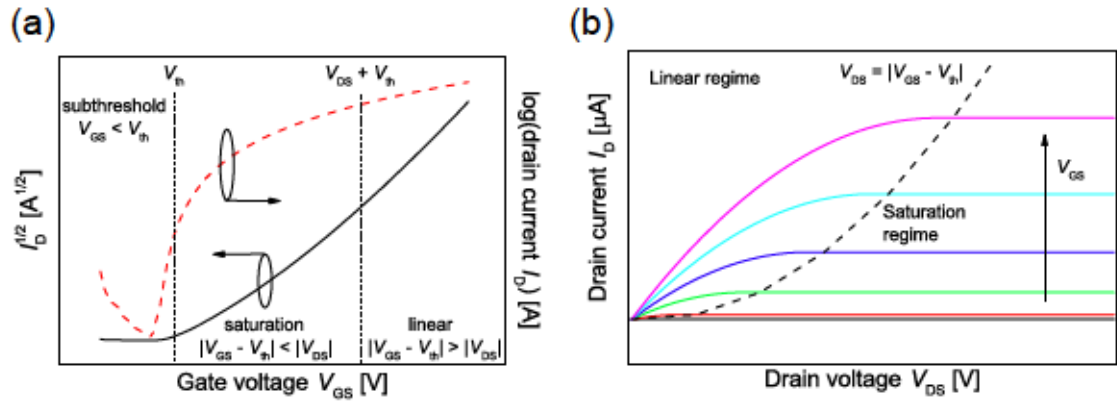 (a)
V_th
V_DS + V_th
subthreshold
V_GS < V_th
I_D^1/2 [A^1/2]
log(drain current I_D) [A]
saturation
|V_GS - V_th| < |V_DS|
linear
|V_GS - V_th| > |V_DS|
Gate voltage V_GS [V]
(b)
Linear regime
V_DS = |V_GS - V_th|
Drain current I_D [µA]
V_GS
Saturation
regime
Drain voltage V_DS [V]